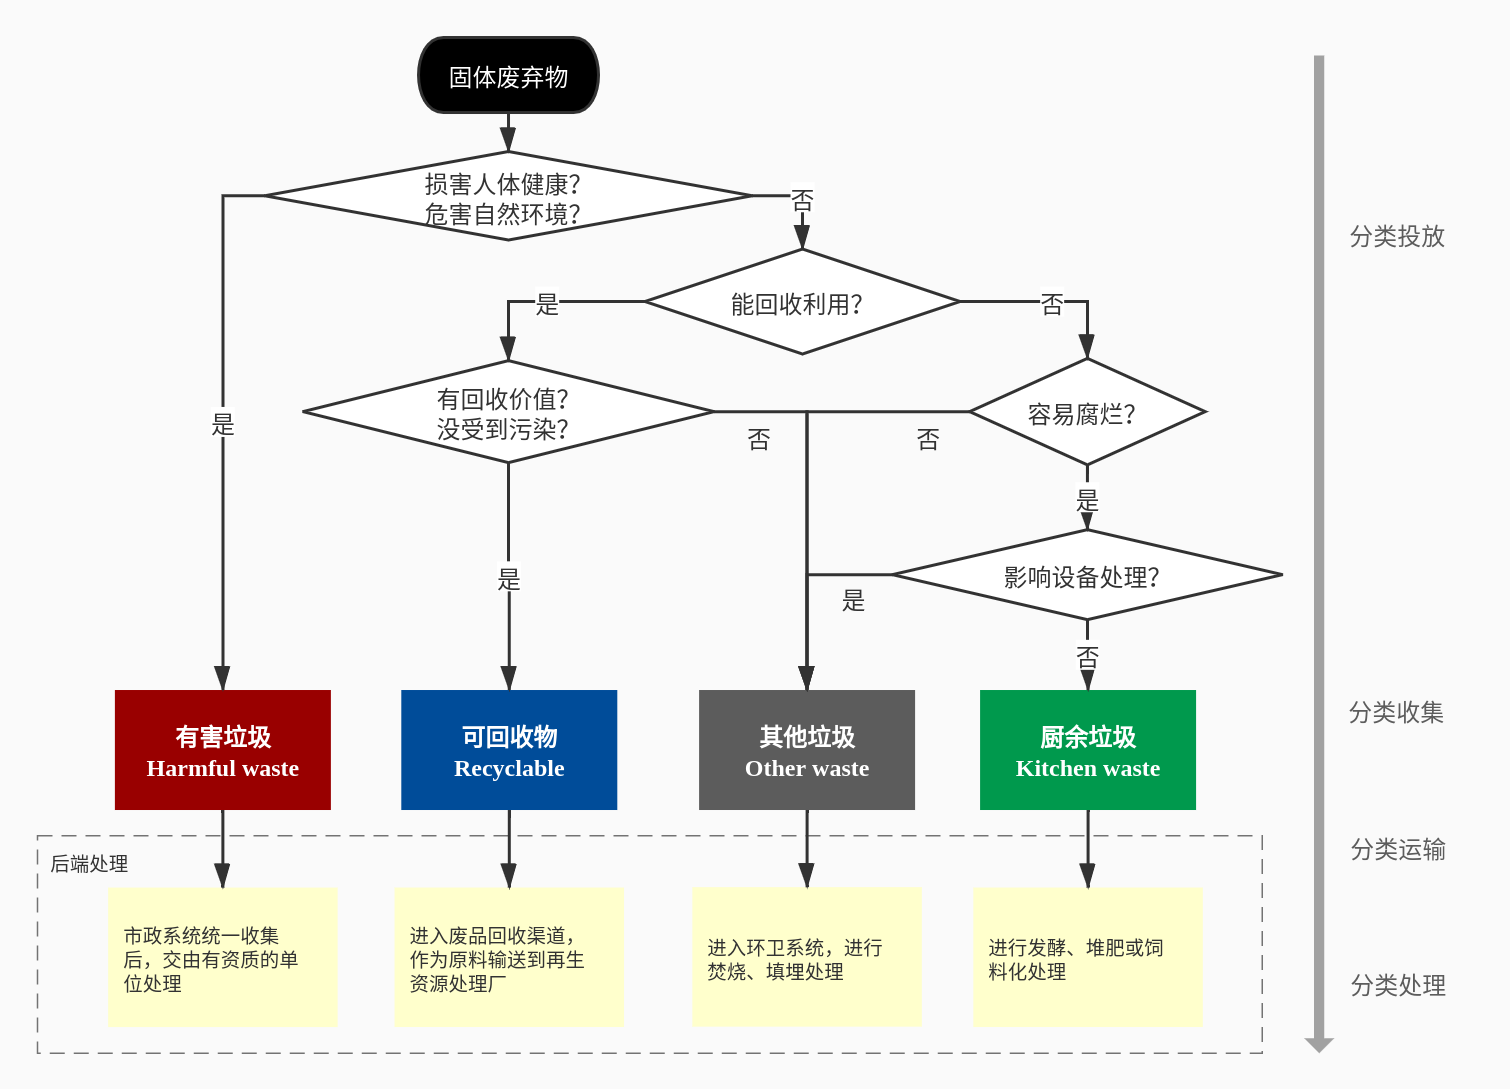 固体废弃物
损害人体健康?
危害自然环境?
否
分类投放
能回收利用?
是
否
有回收价值?
没受到污染?
容易腐烂?
是
否
否
是
影响设备处理?
是
是
否
有害垃圾
Harmful waste
可回收物
Recyclable
其他垃圾
Other waste
厨余垃圾
Kitchen waste
分类收集
后端处理
分类运输
市政系统统一收集
后，交由有资质的单
位处理
进入废品回收渠道，
作为原料输送到再生
资源处理厂
进入环卫系统，进行
焚烧、填埋处理
进行发酵、堆肥或饲
料化处理
分类处理